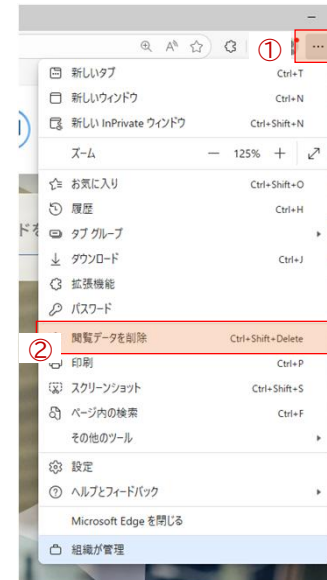 ①
…
新しいタブ Ctrl+T
新しいウィンドウ Ctrl+N
新しい InPrivate ウィンドウ Ctrl+Shift+N
ズーム — 125% +
お気に入り Ctrl+Shift+O
履歴 Ctrl+H
タブ グループ
ダウンロード Ctrl+J
拡張機能
パスワード
閲覧データを削除 Ctrl+Shift+Delete
②
印刷 Ctrl+P
スクリーンショット Ctrl+Shift+S
ページ内の検索 Ctrl+F
その他のツール
設定
ヘルプとフィードバック
Microsoft Edge を閉じる
組織が管理